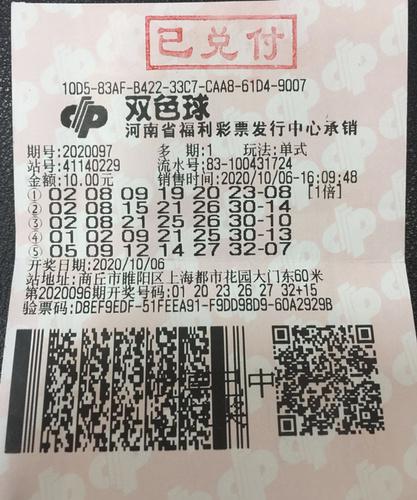 已兑付
10D5-83AF-B422-33C7-CAA8-61D4-9007
双色球
河南省福利彩票发行中心承销
期号:2020097 多期:1 玩法:单式
站号:41140229 流水号:83-100431724
金额:10.00元 销售时间:2020/10/06-16:09:48
① 02 08 09 19 20 23-08 [1倍]
② 02 08 15 21 26 30-14
③ 02 08 21 25 26 30-10
④ 01 02 09 21 25 30-13
⑤ 05 09 12 14 27 32-07
开奖日期:2020/10/06
站地址:商丘市睢阳区上海都市花园大门东60米
第2020096期开奖号码:01 20 23 26 27 32+15
验票码:D8EF9EDF-51FEEA91-F9DD98D9-60A2929B
中